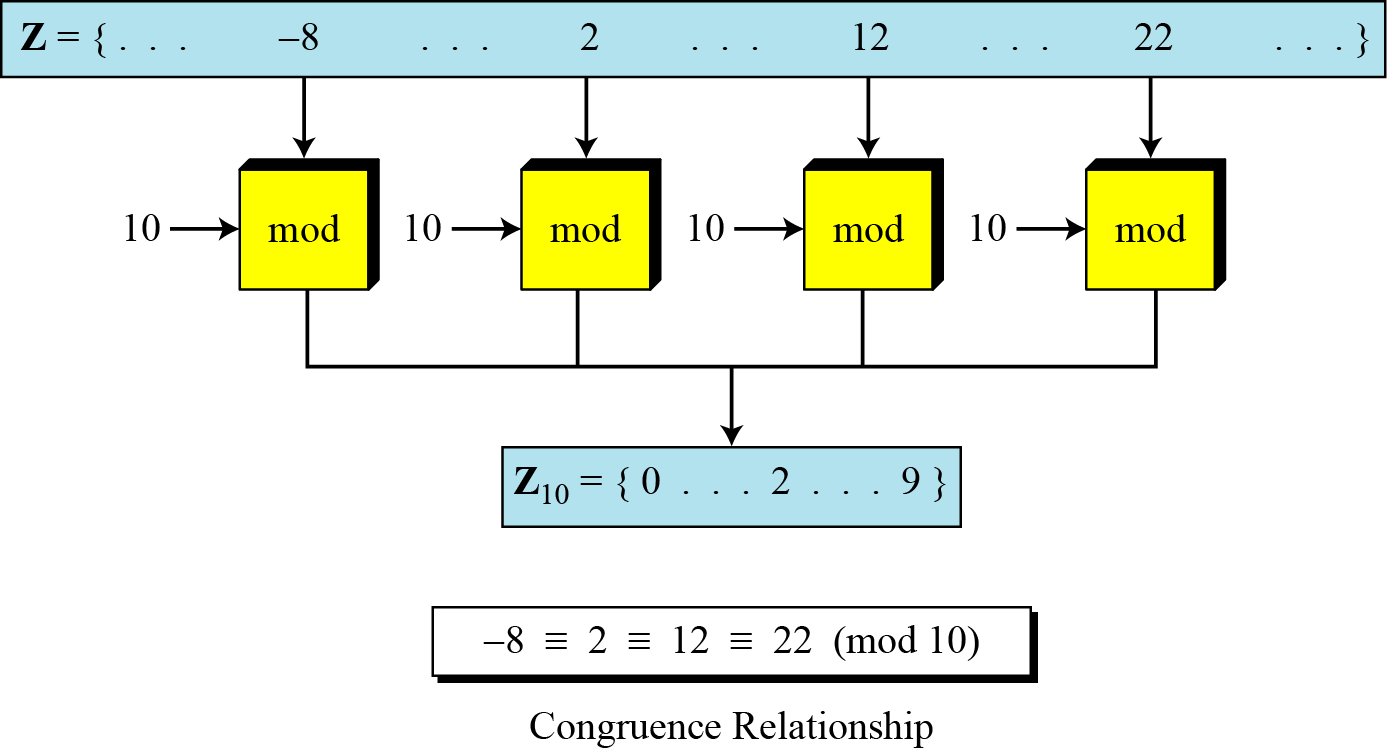 Z = { . . . −8 . . . 2 . . . 12 . . . 22 . . . }
10 mod 10 mod 10 mod 10 mod
Z10 = { 0 . . . 2 . . . 9 }
−8 ≡ 2 ≡ 12 ≡ 22 (mod 10)
Congruence Relationship